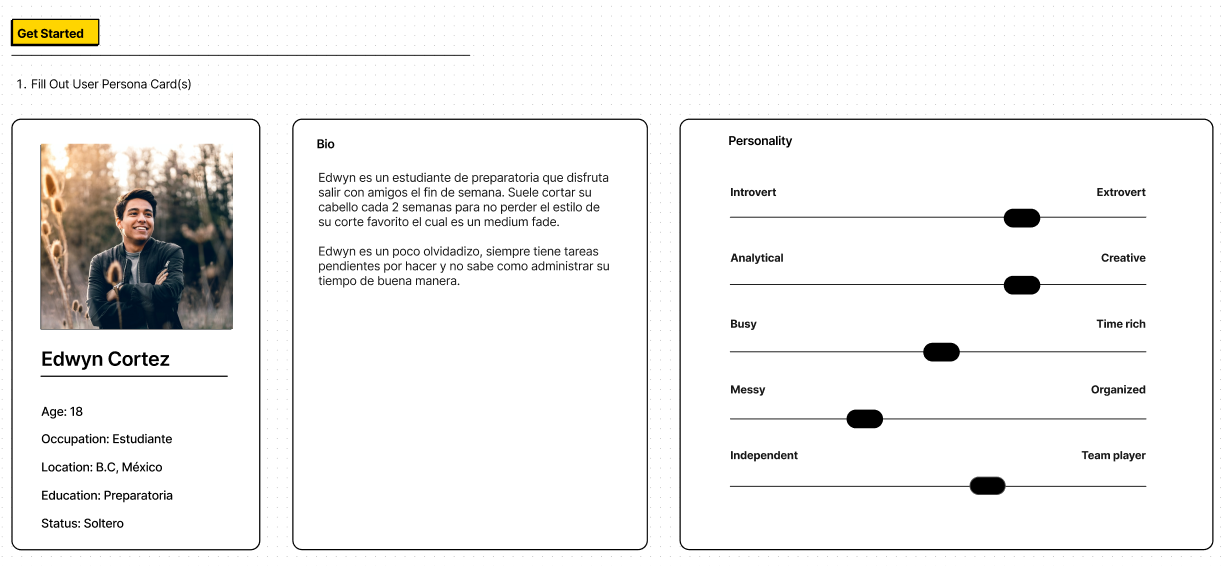 Get Started
1. Fill Out User Persona Card(s)
Edwyn Cortez
Age: 18
Occupation: Estudiante
Location: B.C, México
Education: Preparatoria
Status: Soltero
Bio
Edwyn es un estudiante de preparatoria que disfruta
salir con amigos el fin de semana. Suele cortar su
cabello cada 2 semanas para no perder el estilo de
su corte favorito el cual es un medium fade.
Edwyn es un poco olvidadizo, siempre tiene tareas
pendientes por hacer y no sabe como administrar su
tiempo de buena manera.
Personality
Introvert Extrovert
Analytical Creative
Busy Time rich
Messy Organized
Independent Team player